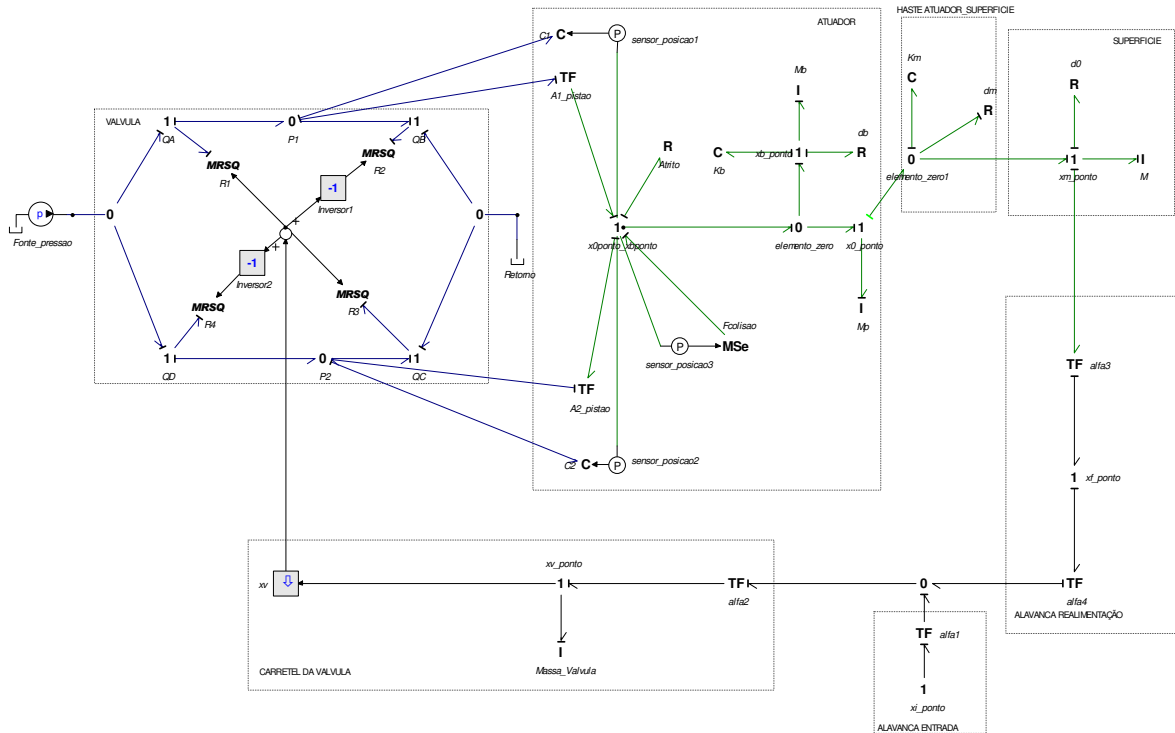 HASTE ATUADOR_SUPERFICIE
ATUADOR
SUPERFICIE
C1
C
P
sensor_posicao1
TF
A1_pistao
Mb
I
Km
C
dm
R
d0
R
VALVULA
1
QA
0
P1
1
QB
MRSQ
R1
MRSQ
R2
-1
Inversor1
R
Atrito
C
Kb
xb_ponto
1
db
R
0
elemento_zero1
1
xm_ponto
I
M
p
Fonte_pressao
0
0
Retorno
+
+
-1
Inversor2
1
x0ponto_xbponto
0
elemento_zero
1
x0_ponto
MRSQ
R4
MRSQ
R3
I
Mp
Fcolisao
P
MSe
sensor_posicao3
1
QD
0
P2
1
QC
TF
A2_pistao
TF
alfa3
C2
C
P
sensor_posicao2
1
xf_ponto
xv
xv_ponto
1
TF
alfa2
0
TF
alfa4
ALAVANCA REALIMENTAÇÃO
I
Massa_Valvula
CARRETEL DA VALVULA
TF
alfa1
1
xi_ponto
ALAVANCA ENTRADA